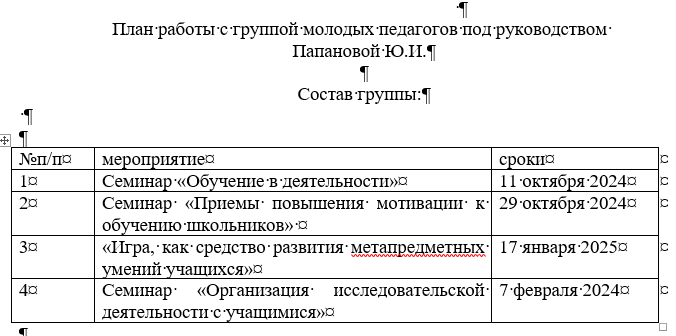 План работы с группой молодых педагогов под руководством
Папановой Ю.И.
Состав группы:
№п/п мероприятие сроки
1 Семинар «Обучение в деятельности» 11 октября 2024
2 Семинар «Приемы повышения мотивации к 29 октября 2024
обучению школьников»
3 «Игра, как средство развития метапредметных 17 января 2025
умений учащихся»
4 Семинар «Организация исследовательской 7 февраля 2024
деятельности с учащимися»